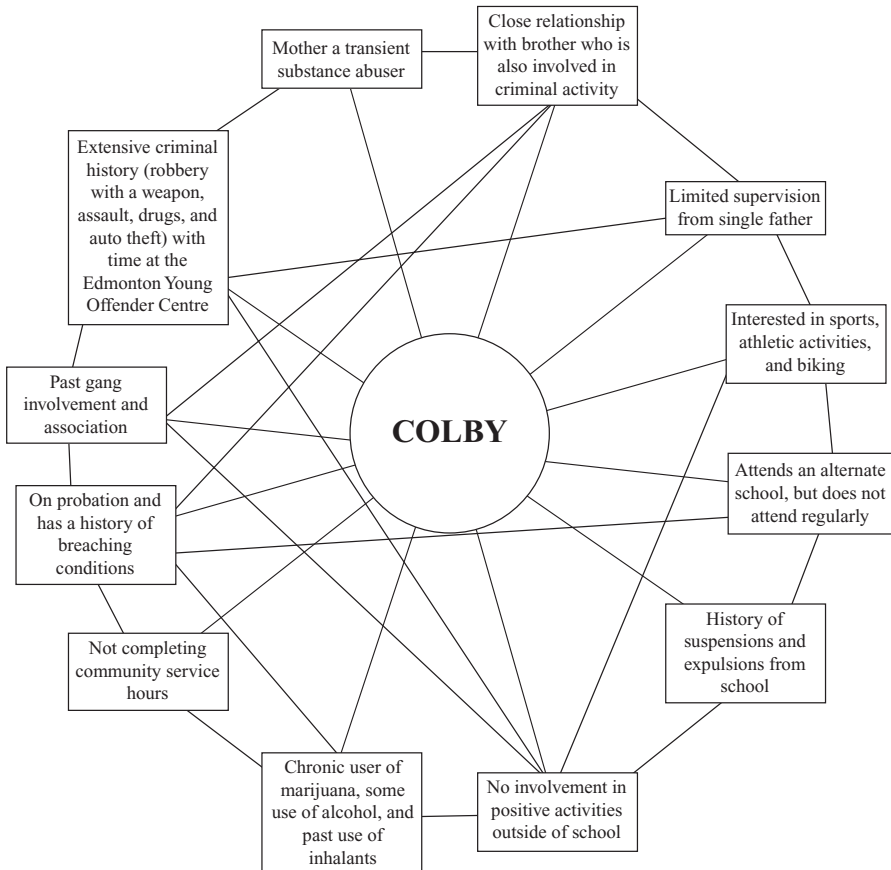 Mother a transient
substance abuser
Close relationship
with brother who is
also involved in
criminal activity
Extensive criminal
history (robbery
with a weapon,
assault, drugs, and
auto theft) with
time at the
Edmonton Young
Offender Centre
Limited supervision
from single father
Interested in sports,
athletic activities,
and biking
Past gang
involvement and
association
COLBY
Attends an alternate
school, but does not
attend regularly
On probation and
has a history of
breaching
conditions
History of
suspensions and
expulsions from
school
Not completing
community service
hours
Chronic user of
marijuana, some
use of alcohol, and
past use of
inhalants
No involvement in
positive activities
outside of school